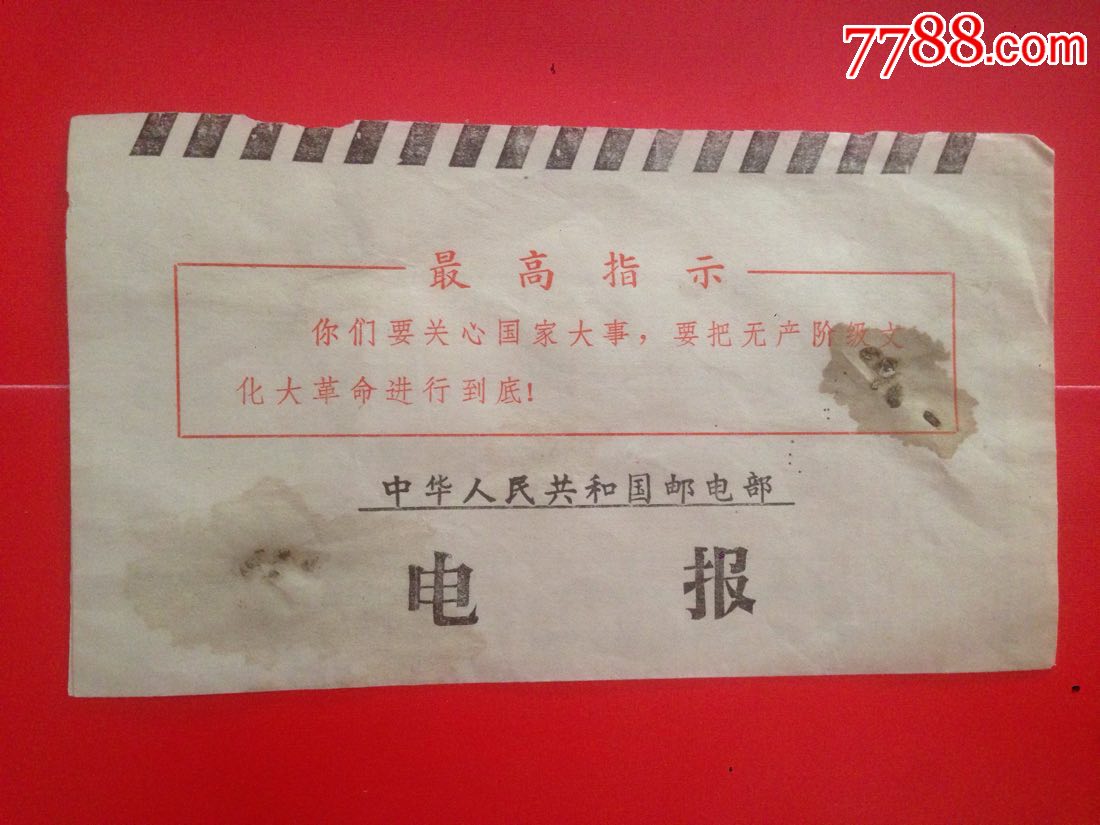 7788.com
最高指示
你们要关心国家大事，要把无产阶级文
化大革命进行到底！
中华人民共和国邮电部
电报